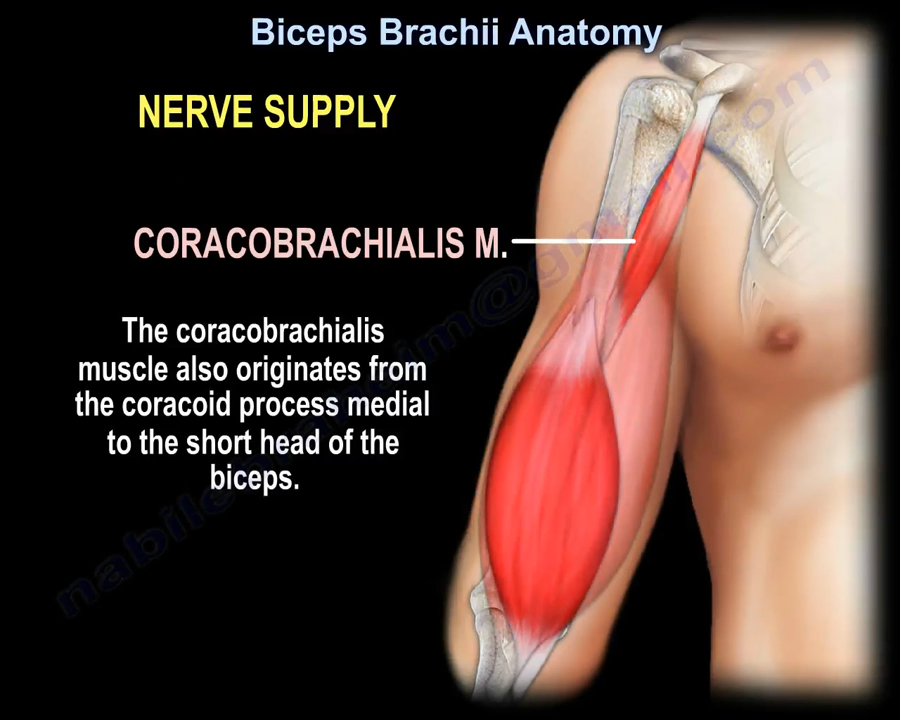 Biceps Brachii Anatomy
NERVE SUPPLY
CORACOBRACHIALIS M.
The coracobrachialis
muscle also originates from
the coracoid process medial
to the short head of the
biceps.